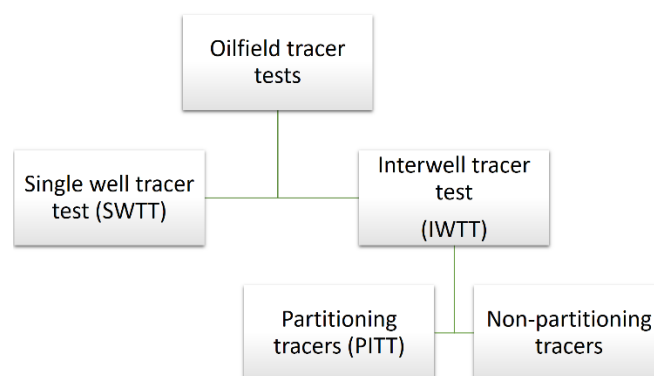 Oilfield tracer
tests
Single well tracer
test (SWTT)
Interwell tracer
test
(IWTT)
Partitioning
tracers (PITT)
Non-partitioning
tracers